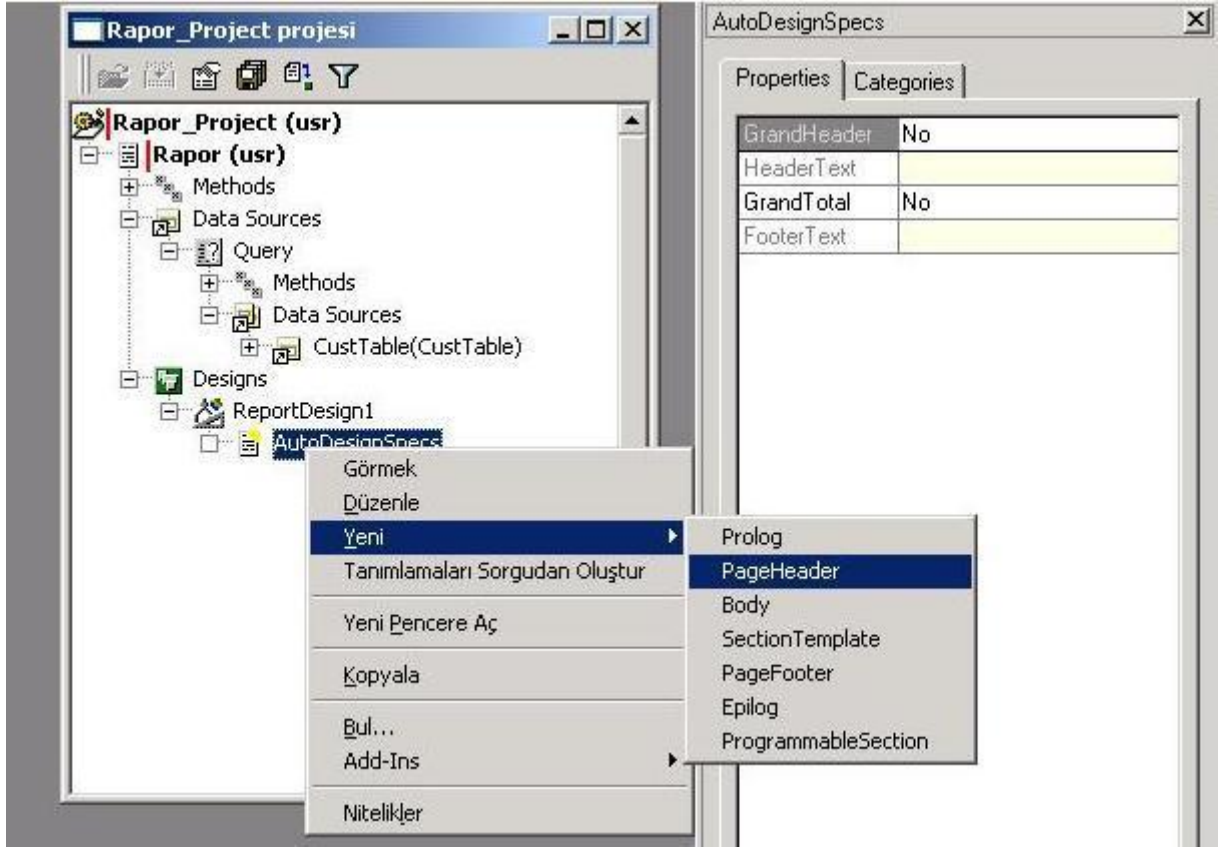 Rapor_Project projesi
Rapor_Project (usr)
Rapor (usr)
Methods
Data Sources
Query
Methods
Data Sources
CustTable(CustTable)
Designs
ReportDesign1
AutoDesignSpecs
Görmek
Düzenle
Yeni
Tanımlamaları Sorgudan Oluştur
Yeni Pencere Aç
Kopyala
Bul...
Add-Ins
Nitelikler
Prolog
PageHeader
Body
SectionTemplate
PageFooter
Epilog
ProgrammableSection
AutoDesignSpecs
Properties Categories
GrandHeader No
HeaderText
GrandTotal No
FooterText